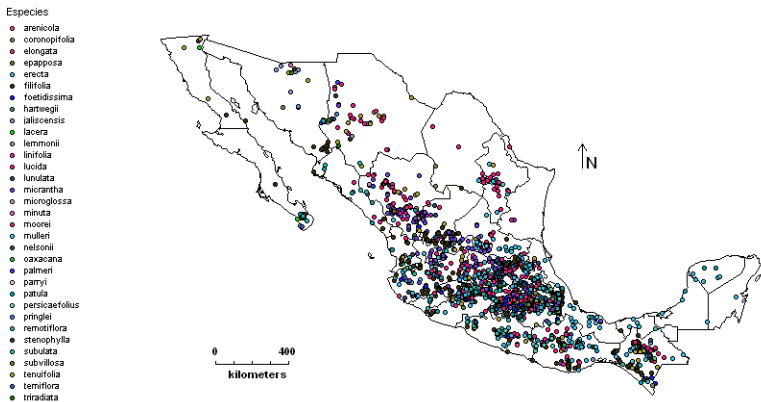 Especies
arenicola
coronopifolia
elongata
epapposa
erecta
filifolia
foetidissima
hartwegii
jaliscensis
lacera
lemmonii
linifolia
lucida
lunulata
micrantha
microglossa
minuta
moorei
mulleri
nelsonii
oaxacana
palmeri
parryi
patula
persicaefolius
pringlei
remotiflora
stenophylla
subulata
subvillosa
tenuifolia
terniflora
triradiata
N
0 400
kilometers